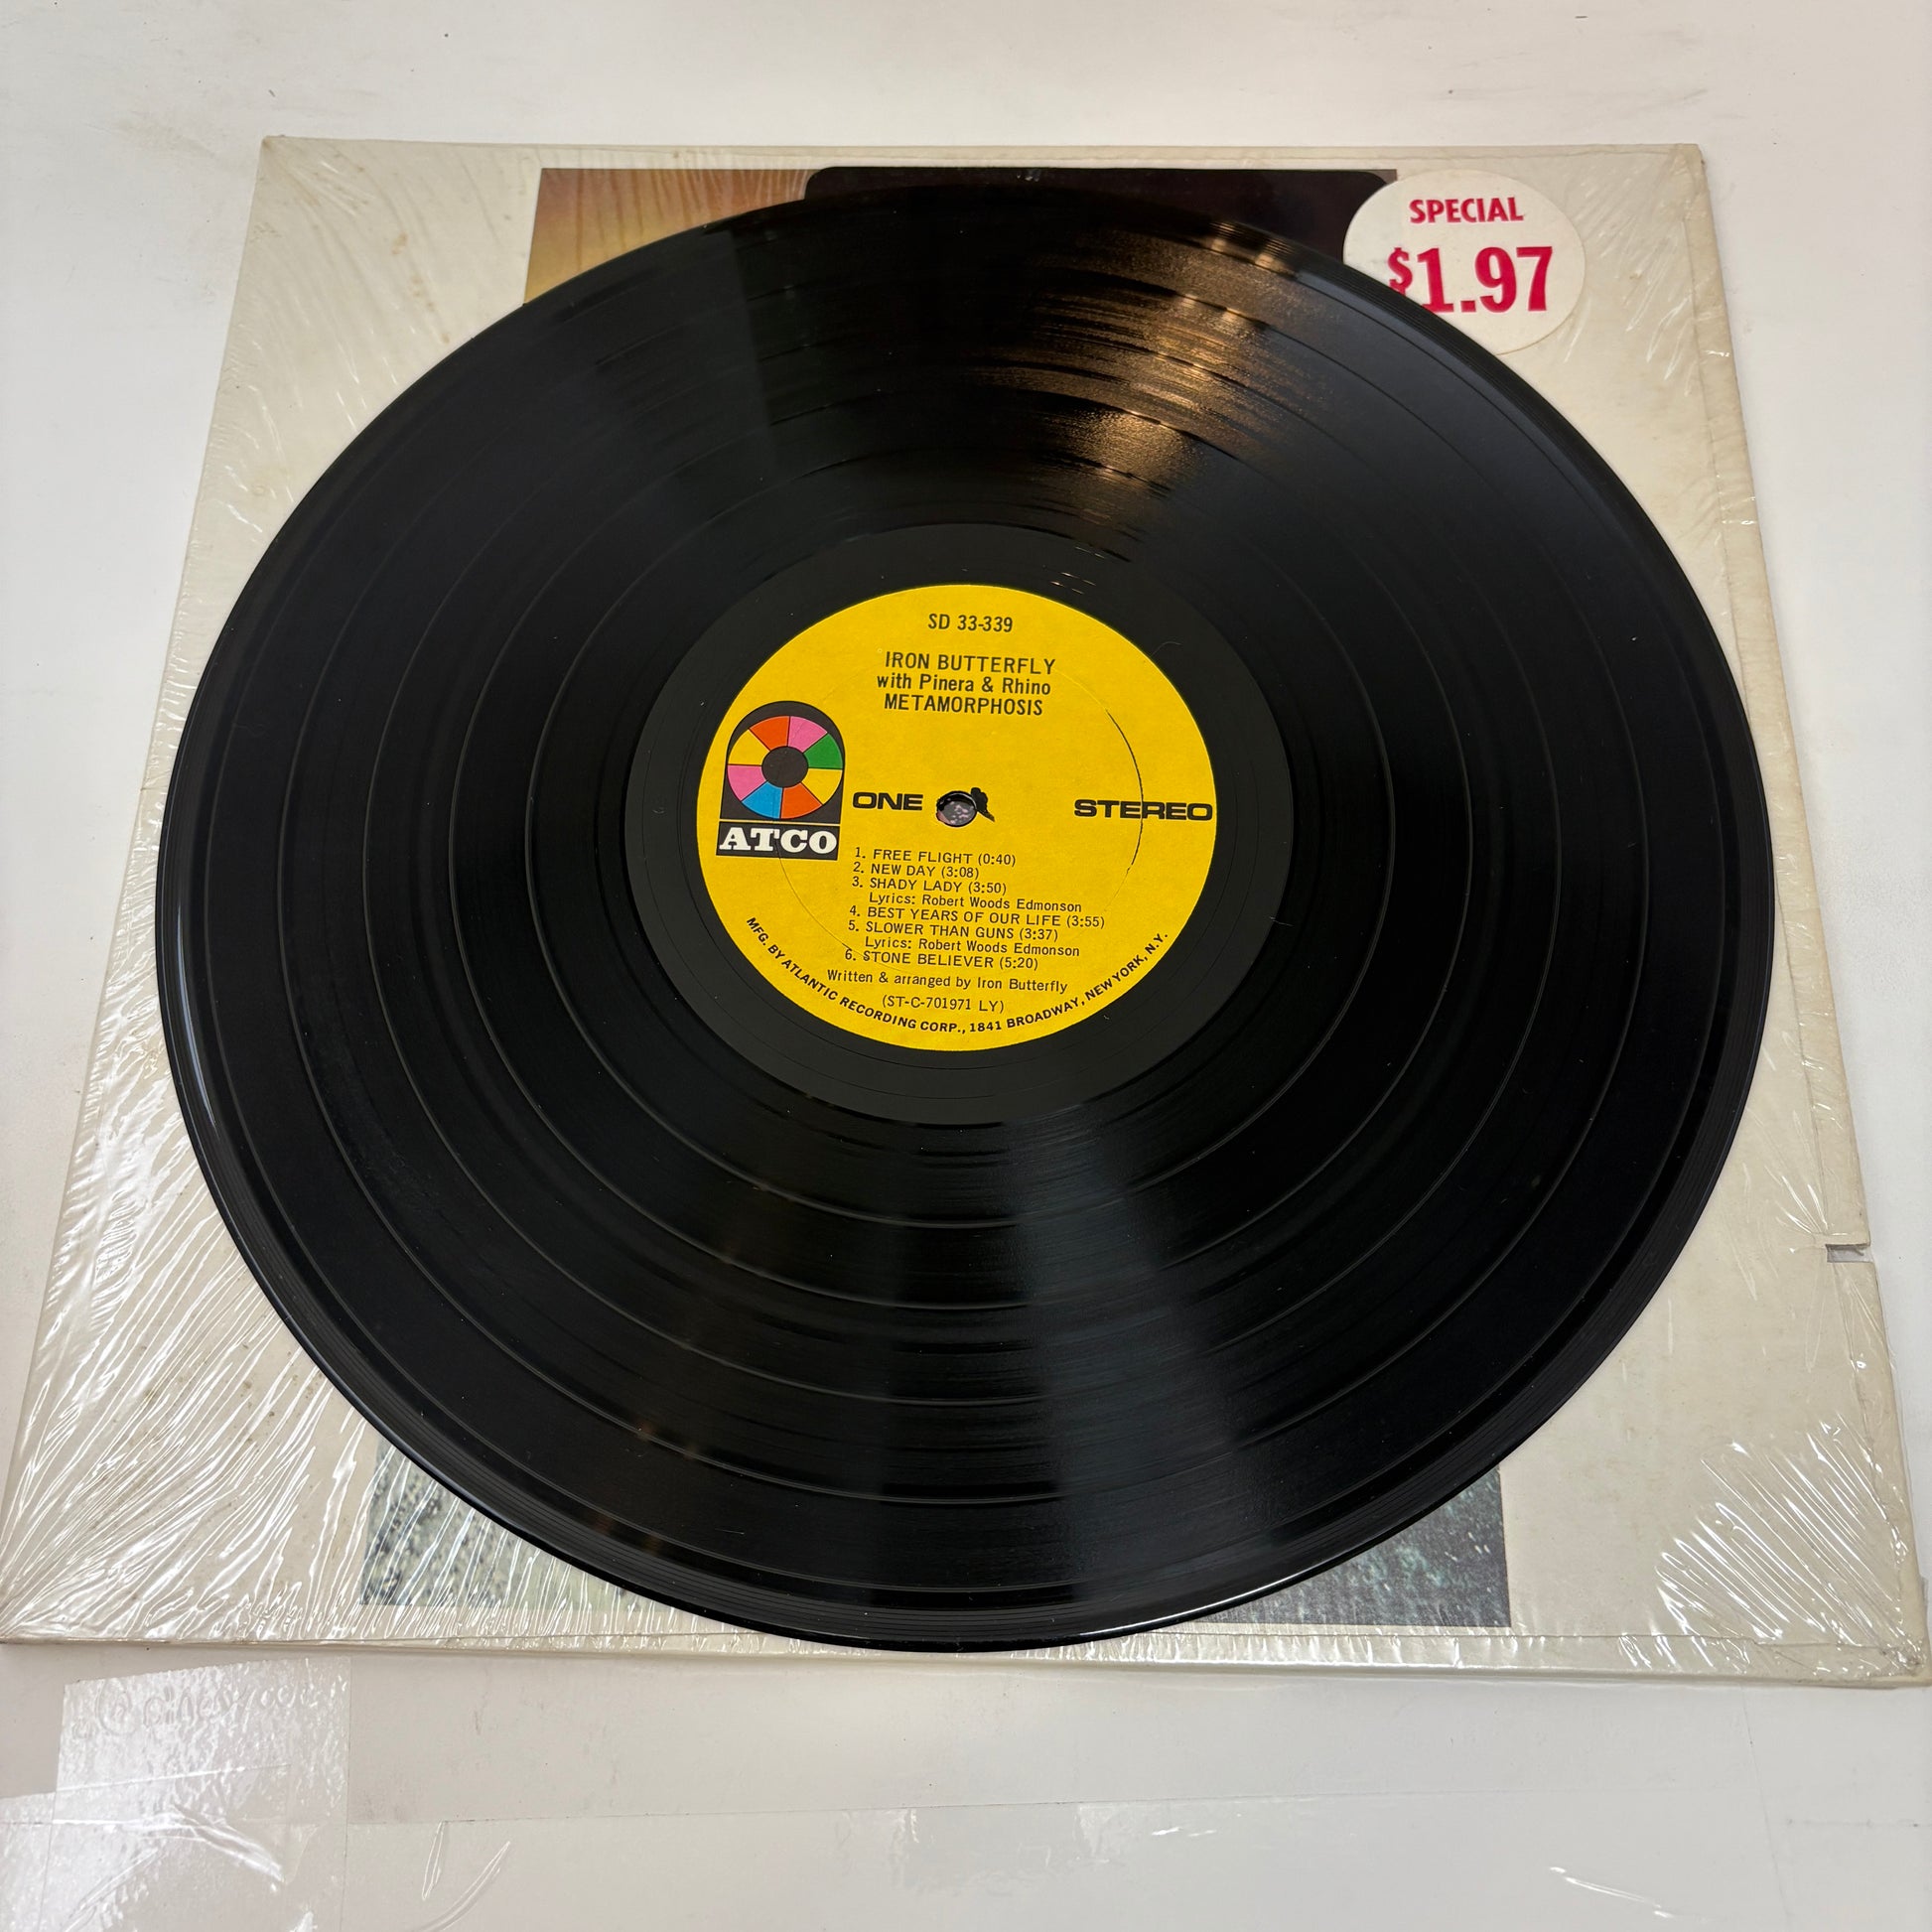 SPECIAL
$1.97
SD 33-339
IRON BUTTERFLY
with Pinera & Rhino
METAMORPHOSIS
ATCO
ONE
STEREO
1. FREE FLIGHT (0:40)
2. NEW DAY (3:08)
3. SHADY LADY (3:50)
Lyrics: Robert Woods Edmonson
4. BEST YEARS OF OUR LIFE (3:55)
5. SLOWER THAN GUNS (3:37)
Lyrics: Robert Woods Edmonson
6. STONE BELIEVER (5:20)
Written & arranged by Iron Butterfly
(ST-C-701971 LY)
MFG. BY ATLANTIC RECORDING CORP., 1841 BROADWAY, NEW YORK, N.Y.